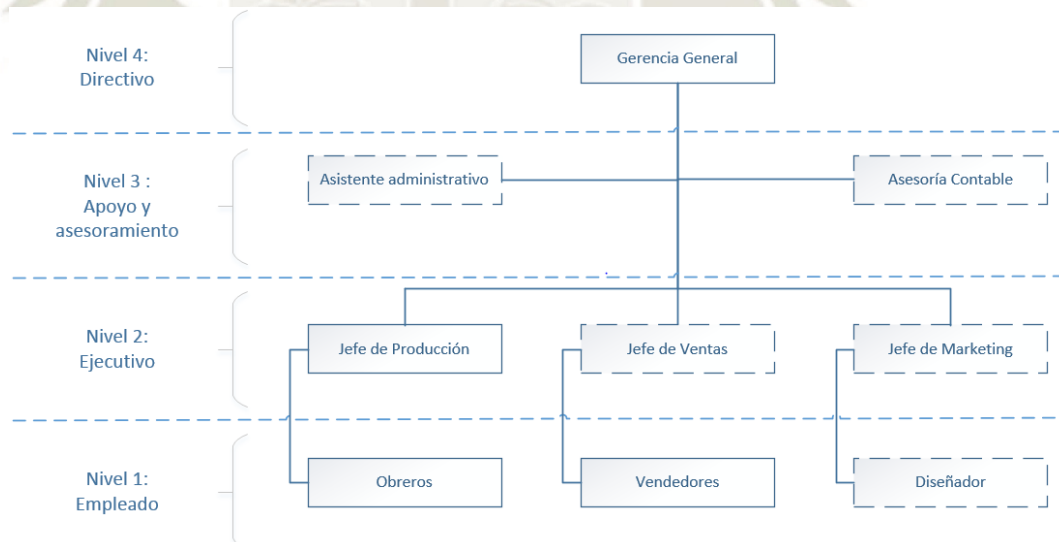 Nivel 4:
Directivo
Gerencia General
Nivel 3 :
Apoyo y
asesoramiento
Asistente administrativo
Asesoría Contable
Nivel 2:
Ejecutivo
Jefe de Producción
Jefe de Ventas
Jefe de Marketing
Nivel 1:
Empleado
Obreros
Vendedores
Diseñador